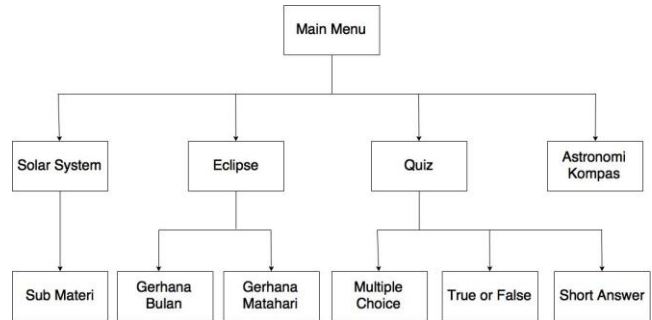 Main Menu
Solar System
Eclipse
Quiz
Astronomi
Kompas
Sub Materi
Gerhana
Bulan
Gerhana
Matahari
Multiple
Choice
True or False
Short Answer